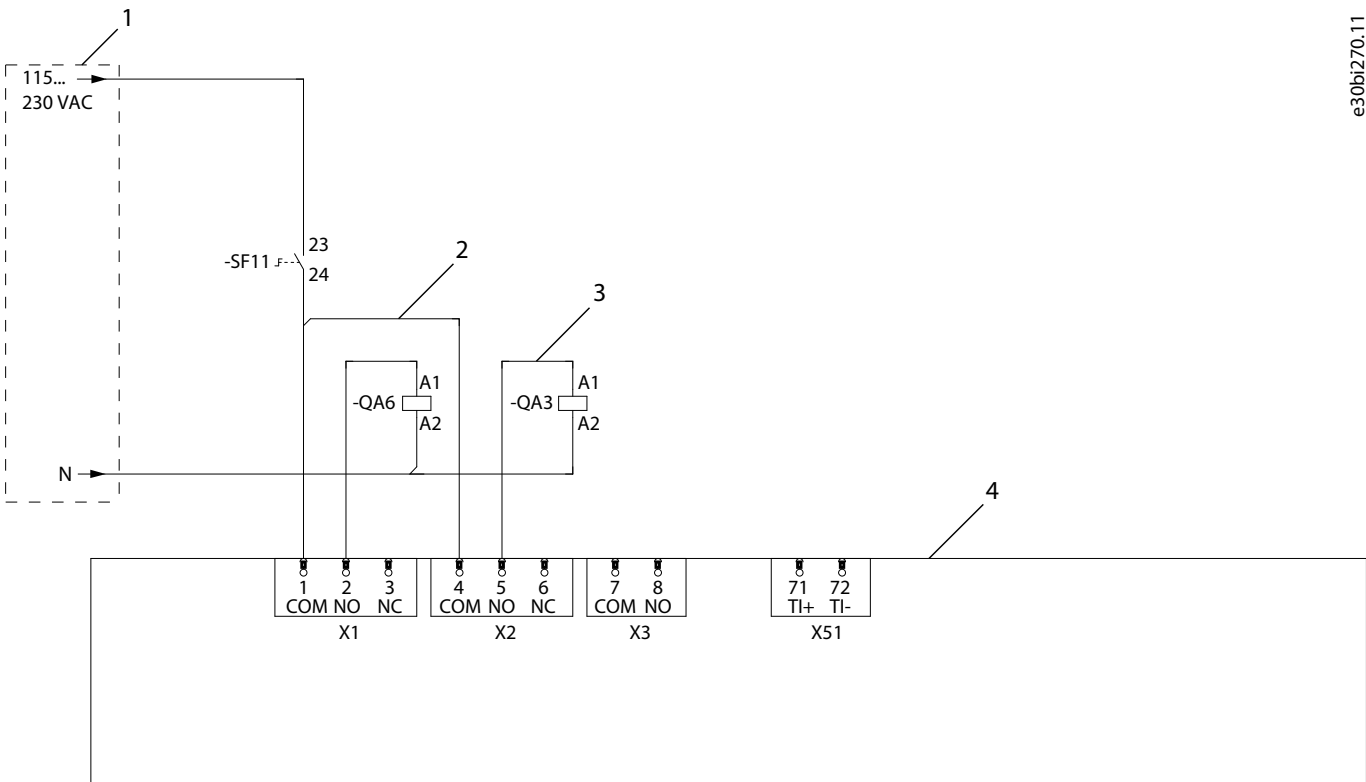 1
e30bi270.11
115...
230 VAC
23
-SF11
24
2
3
A1
-QA6
A2
A1
-QA3
A2
N
4
1 2 3 4 5 6 7 8 71 72
COM NO NC COM NO NC COM NO TI+ TI-
X1 X2 X3 X51